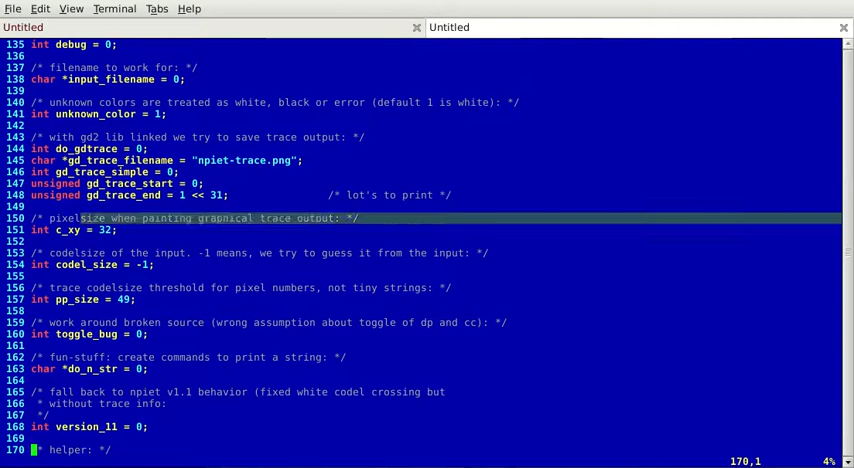 File Edit View Terminal Tabs Help
Untitled Untitled
135 int debug = 0;
136
137 /* filename to work for: */
138 char *input_filename = 0;
139
140 /* unknown colors are treated as white, black or error (default 1 is white): */
141 int unknown_color = 1;
142
143 /* with gd2 lib linked we try to save trace output: */
144 int do_gdtrace = 0;
145 char *gd_trace_filename = "npiet-trace.png";
146 int gd_trace_simple = 0;
147 unsigned gd_trace_start = 0;
148 unsigned gd_trace_end = 1 << 31; /* lot's to print */
149
150 /* pixelsize when painting graphical trace output: */
151 int c_xy = 32;
152
153 /* codelsize of the input. -1 means, we try to guess it from the input: */
154 int codel_size = -1;
155
156 /* trace codelsize threshold for pixel numbers, not tiny strings: */
157 int pp_size = 49;
158
159 /* work around broken source (wrong assumption about toggle of dp and cc): */
160 int toggle_bug = 0;
161
162 /* fun-stuff: create commands to print a string: */
163 char *do_n_str = 0;
164
165 /* fall back to npiet v1.1 behavior (fixed white codel crossing but
166 * without trace info:
167 */
168 int version_11 = 0;
169
170 * helper: */
170,1 4%